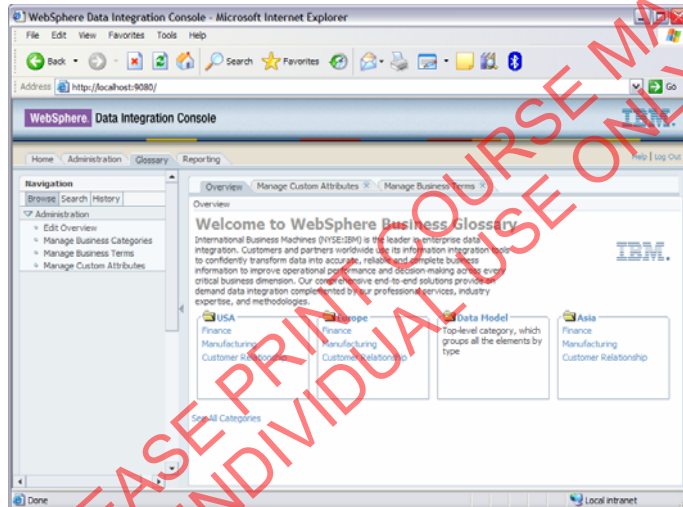 WebSphere Data Integration Console - Microsoft Internet Explorer
File Edit View Favorites Tools Help
Back Search Favorites
Address http://localhost:9080/ Go
WebSphere. Data Integration Console IBM.
Home Administration Glossary Reporting Help | Log Out
Navigation
Browse Search History
Administration
Edit Overview
Manage Business Categories
Manage Business Terms
Manage Custom Attributes
Overview Manage Custom Attributes Manage Business Terms
Overview
Welcome to WebSphere Business Glossary
International Business Machines (NYSE:IBM) is the leader in enterprise data
integration. Customers and partners worldwide use its information integration tools
to confidently transform data into accurate, reliable and complete business
information to improve operational performance and decision-making across every
critical business dimension. Our comprehensive end-to-end solutions provide on
demand data integration complemented by our professional services, industry
expertise, and methodologies.
IBM.
USA
Finance
Manufacturing
Customer Relationship
Europe
Finance
Manufacturing
Customer Relationship
Data Model
Top-level category, which
groups all the elements by
type
Asia
Finance
Manufacturing
Customer Relationship
See All Categories
Done Local intranet
EASE PRINT COURSE MA
INDIVIDUAL USE ONL